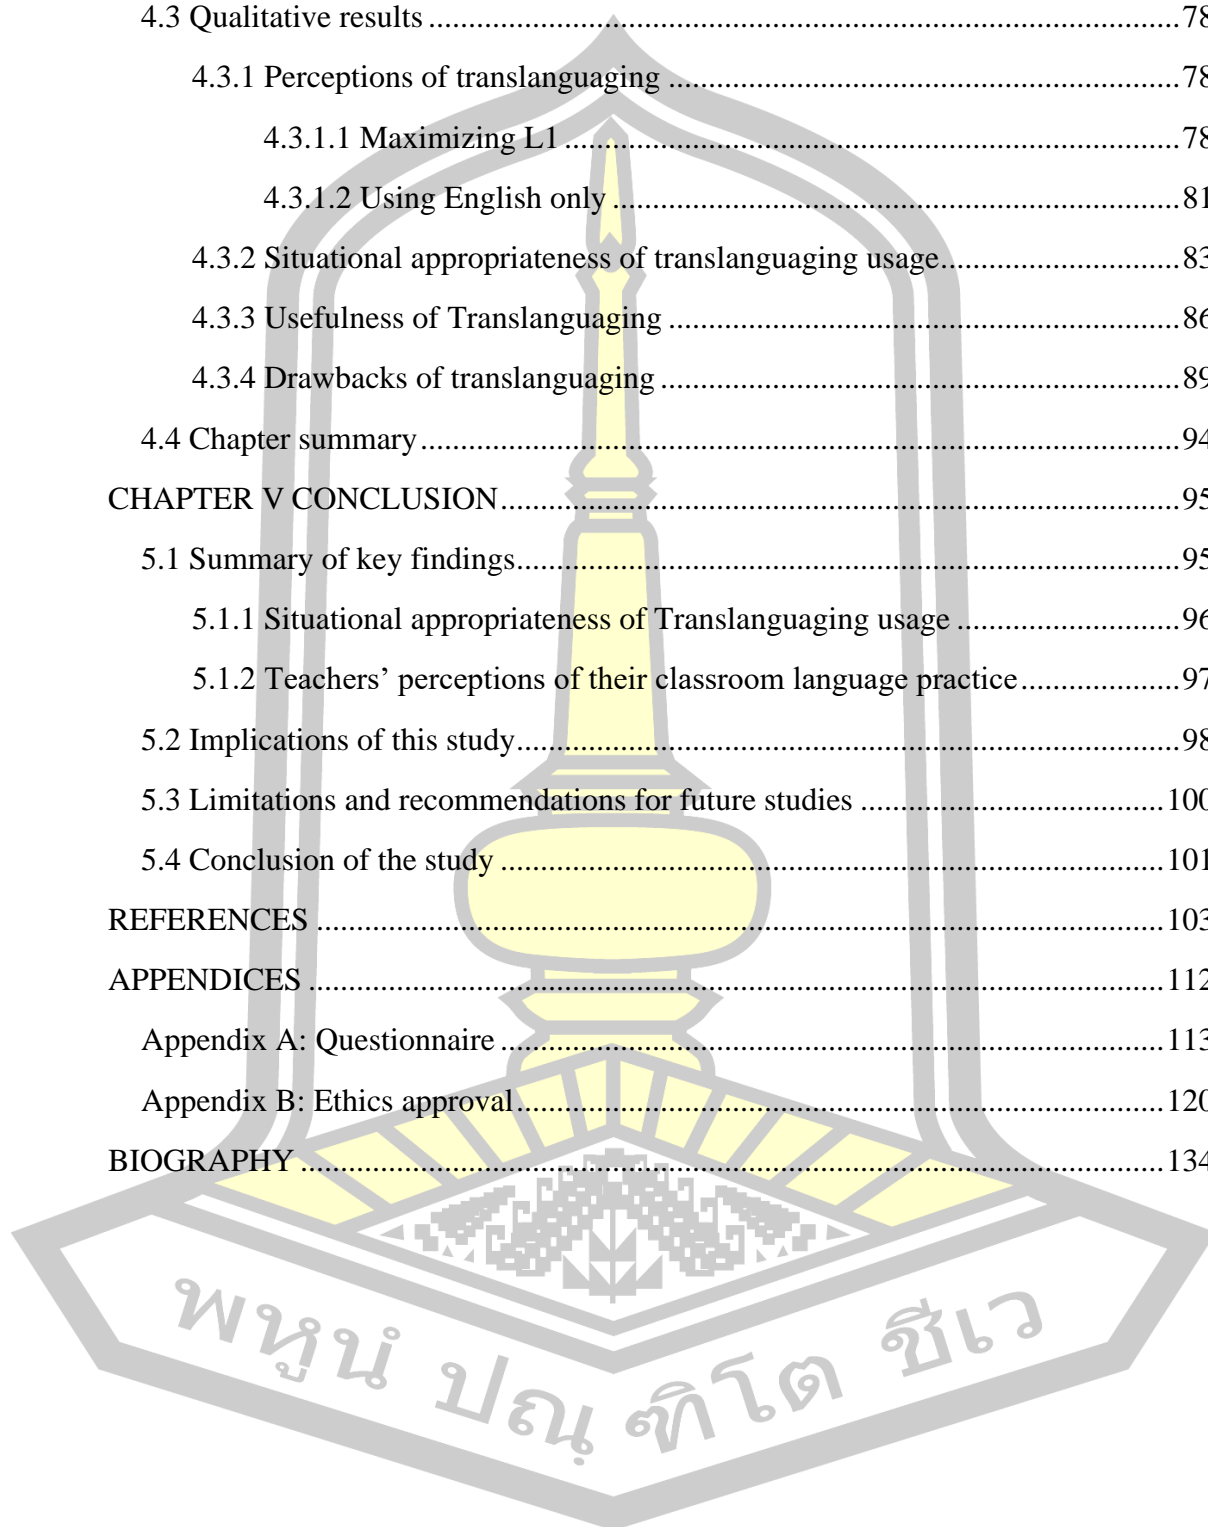 4.3 Qualitative results ........................................ 78
4.3.1 Perceptions of translanguaging ........................................ 78
4.3.1.1 Maximizing L1 ........................................ 78
4.3.1.2 Using English only ........................................ 81
4.3.2 Situational appropriateness of translanguaging usage ........................................ 83
4.3.3 Usefulness of Translanguaging ........................................ 86
4.3.4 Drawbacks of translanguaging ........................................ 89
4.4 Chapter summary ........................................ 94
CHAPTER V CONCLUSION ........................................ 95
5.1 Summary of key findings ........................................ 95
5.1.1 Situational appropriateness of Translanguaging usage ........................................ 96
5.1.2 Teachers’ perceptions of their classroom language practice ........................................ 97
5.2 Implications of this study ........................................ 98
5.3 Limitations and recommendations for future studies ........................................ 100
5.4 Conclusion of the study ........................................ 101
REFERENCES ........................................ 103
APPENDICES ........................................ 112
Appendix A: Questionnaire ........................................ 113
Appendix B: Ethics approval ........................................ 120
BIOGRAPHY ........................................ 134
พหูนํ ปณฺฑิโต ชีเว